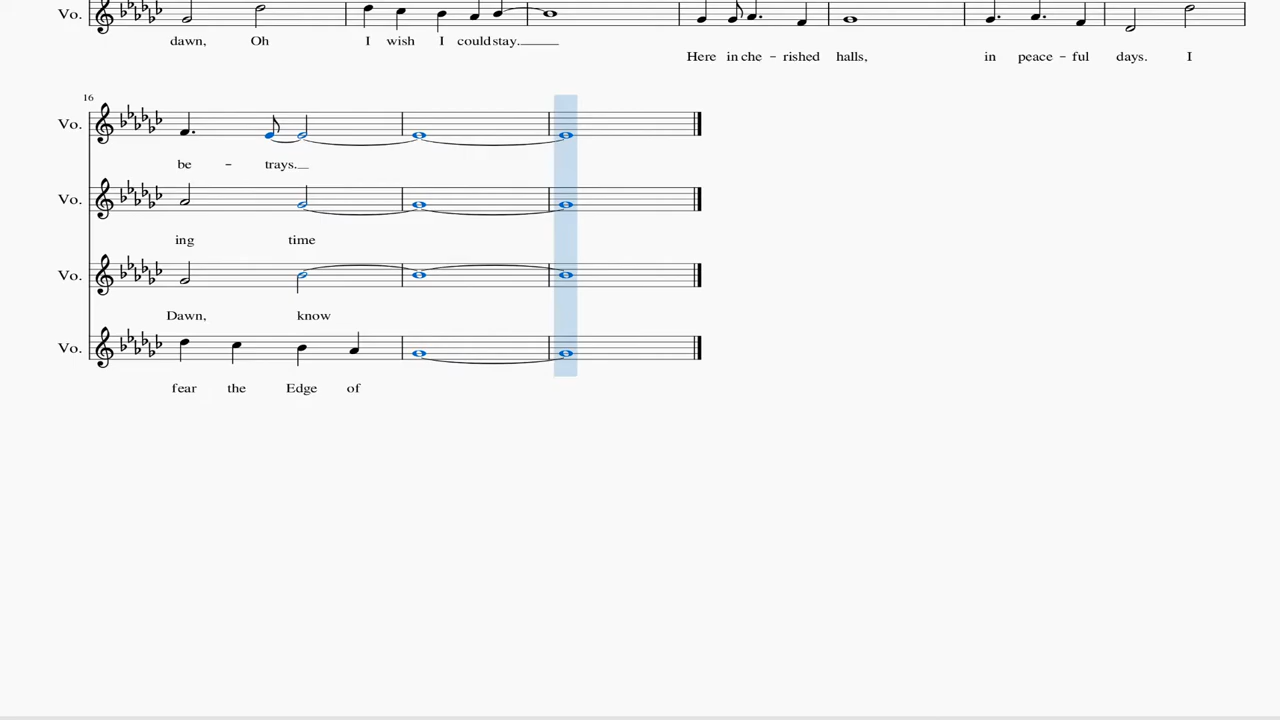 Vo.
dawn, Oh I wish I could stay.
Here in che - rished halls, in peace - ful days. I
16
Vo.
be - trays.
Vo.
ing time
Vo.
Dawn, know
Vo.
fear the Edge of